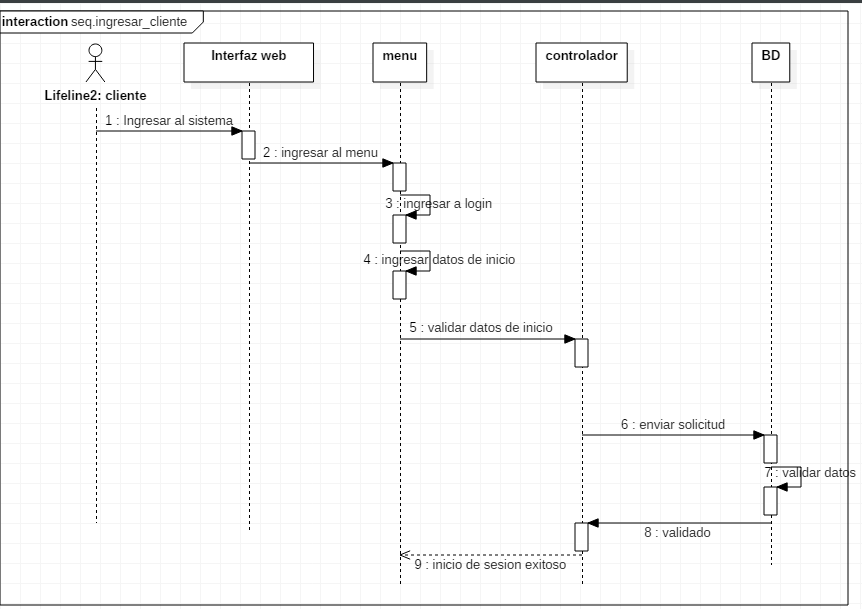 interaction seq.ingresar_cliente
Interfaz web
menu
controlador
BD
Lifeline2: cliente
1 : Ingresar al sistema
2 : ingresar al menu
3 : ingresar a login
4 : ingresar datos de inicio
5 : validar datos de inicio
6 : enviar solicitud
7 : validar datos
8 : validado
9 : inicio de sesion exitoso